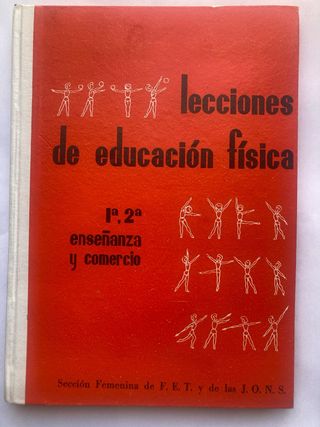 lecciones
de educación física
1ª, 2ª
enseñanza
y comercio
Sección Femenina de F. E. T. y de las J. O. N. S.